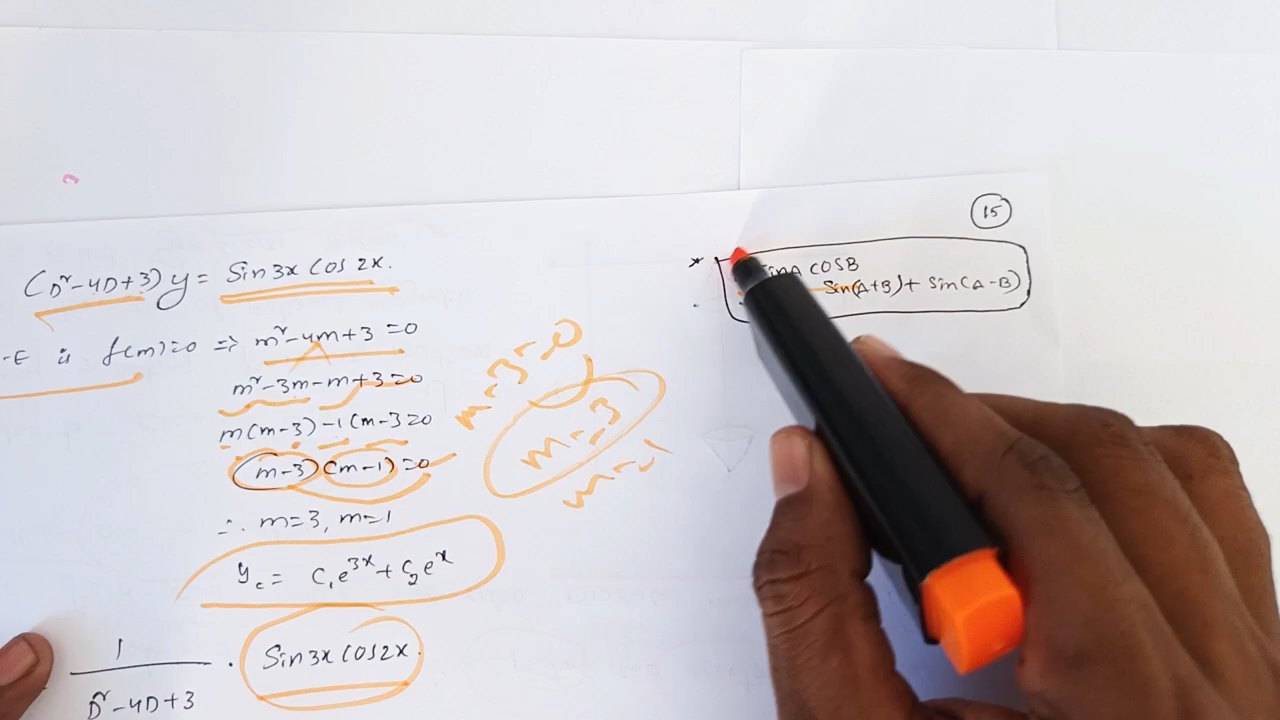 15
(D²-4D+3)y = Sin3x Cos2x.
* SinA COSB
Sin(A+B) + Sin(A-B)
-E is f(m)=0 => m²-4m+3=0
m²-3m-m+3=0
m(m-3)-1(m-3=0
(m-3)(m-1)=0
m-3=0
m=3
m=1
∴ m=3, m=1
y_c = C₁e^3x + C₂e^x
1/(D²-4D+3) . Sin3x cos2x.